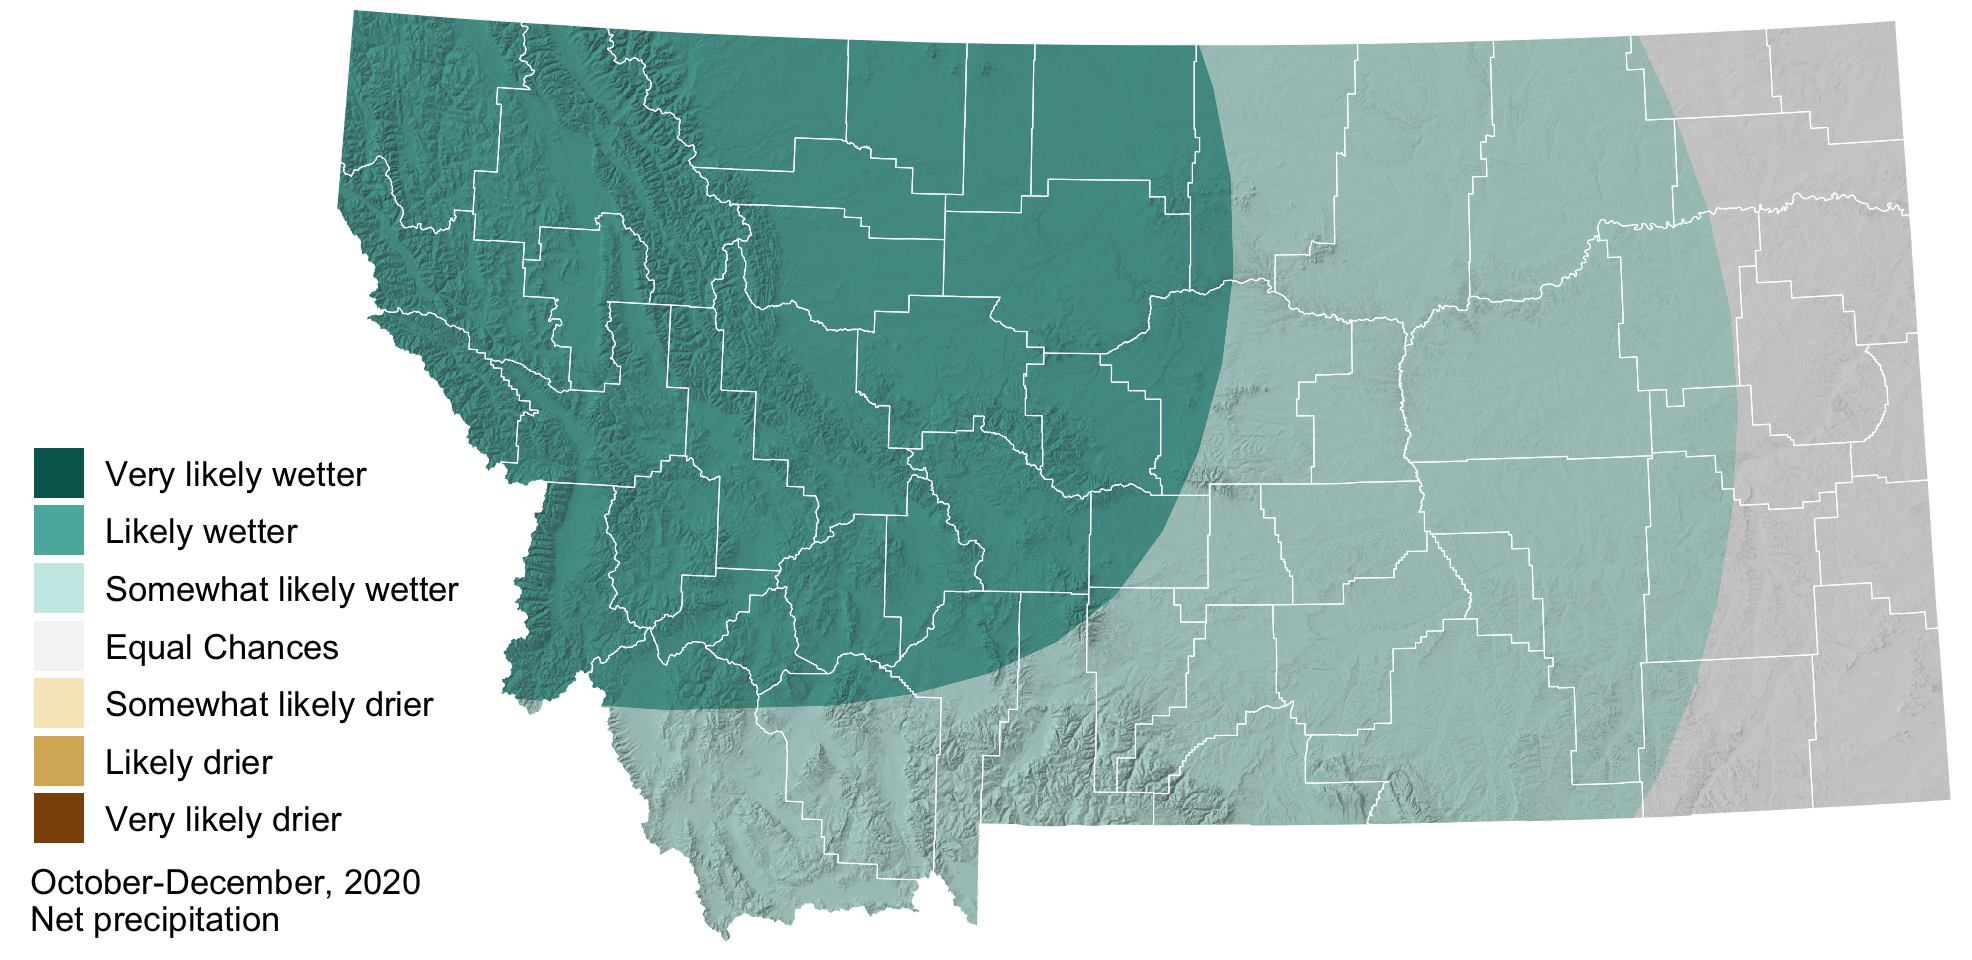 Very likely wetter
Likely wetter
Somewhat likely wetter
Equal Chances
Somewhat likely drier
Likely drier
Very likely drier
October-December, 2020
Net precipitation